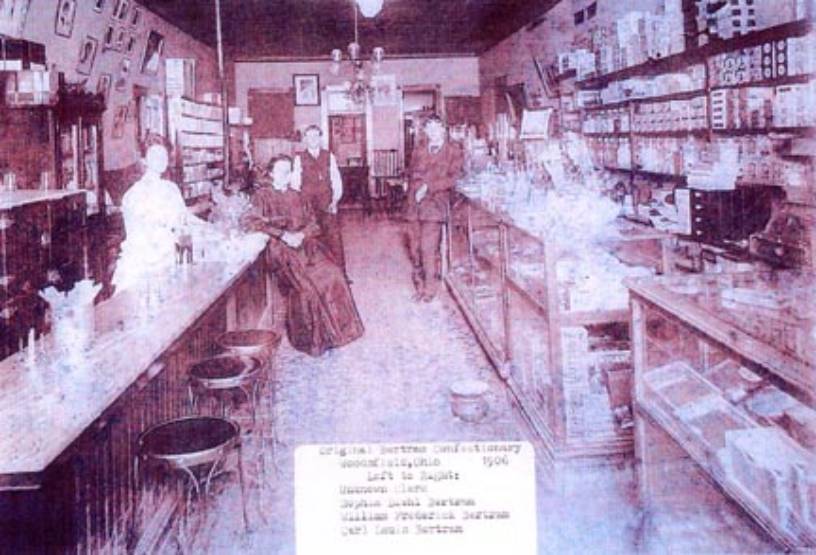 Original Bertram Confectionary
Woodsfield, Ohio 1906
Left to Right:
Unknown Clerk
Sophia Diehl Bertram
William Frederick Bertram
Carl Louis Bertram